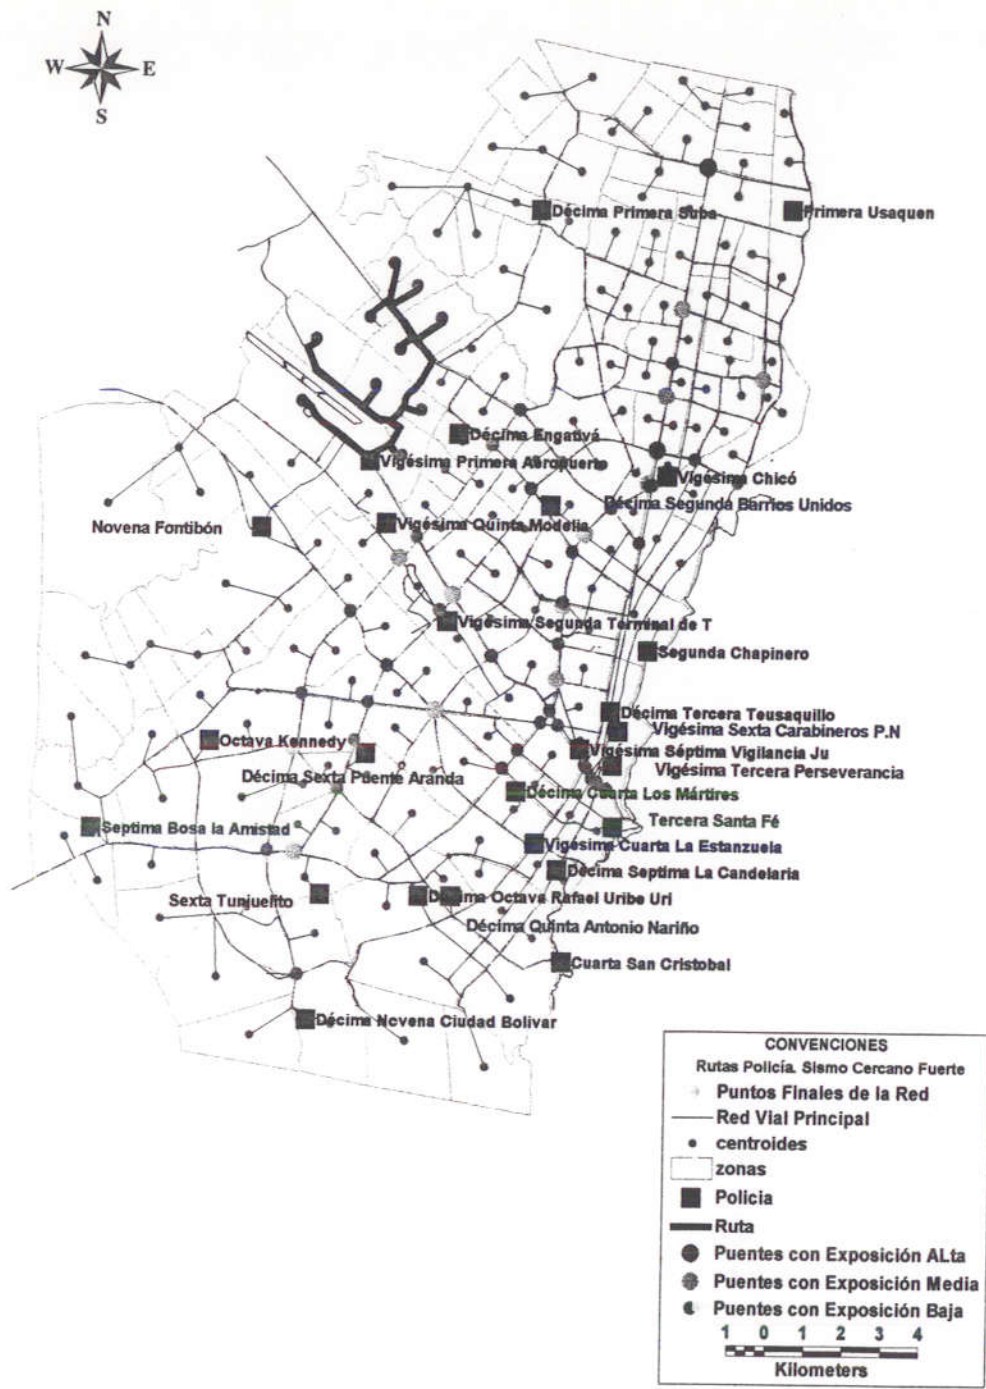 N
W E
S
Décima Primera Suba
Primera Usaquen
Décima Engativá
Vigésima Primera Aeropuerto
Vigésima Chicó
Décima Segunda Barrios Unidos
Novena Fontibón
Vigésima Quinta Modelia
Vigésima Segunda Terminal de T
Segunda Chapinero
Décima Tercera Teusaquillo
Vigésima Sexta Carabineros P.N
Octava Kennedy
Vigésima Séptima Vigilancia Ju
Décima Sexta Puente Aranda
Vigésima Tercera Perseverancia
Décima Cuarta Los Mártires
Septima Bosa la Amistad
Tercera Santa Fé
Vigésima Cuarta La Estanzuela
Décima Septima La Candelaria
Sexta Tunjuelito
Décima Octava Rafael Uribe Uri
Décima Quinta Antonio Nariño
Cuarta San Cristobal
Décima Novena Ciudad Bolivar
CONVENCIONES
Rutas Policía. Sismo Cercano Fuerte
Puntos Finales de la Red
Red Vial Principal
centroides
zonas
Policia
Ruta
Puentes con Exposición ALta
Puentes con Exposición Media
Puentes con Exposición Baja
1 0 1 2 3 4
Kilometers